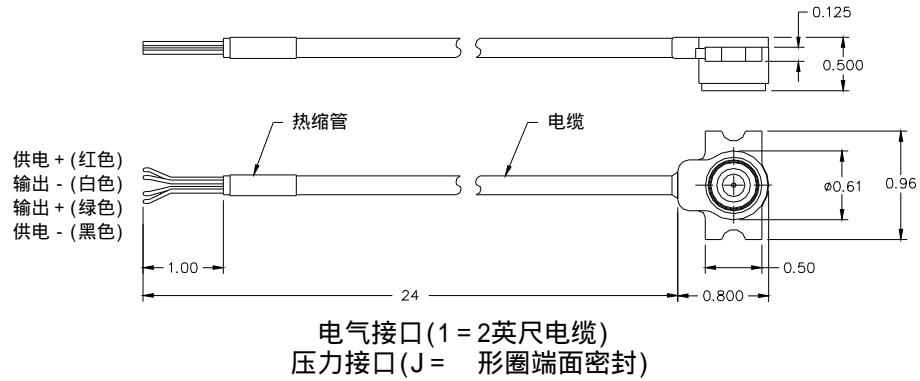 0.125
0.500
热缩管
电缆
供电 + (红色)
输出 - (白色)
输出 + (绿色)
供电 - (黑色)
ø0.61
0.96
1.00
0.50
24
0.800
电气接口(1 = 2英尺电缆)
压力接口(J = 形圈端面密封)